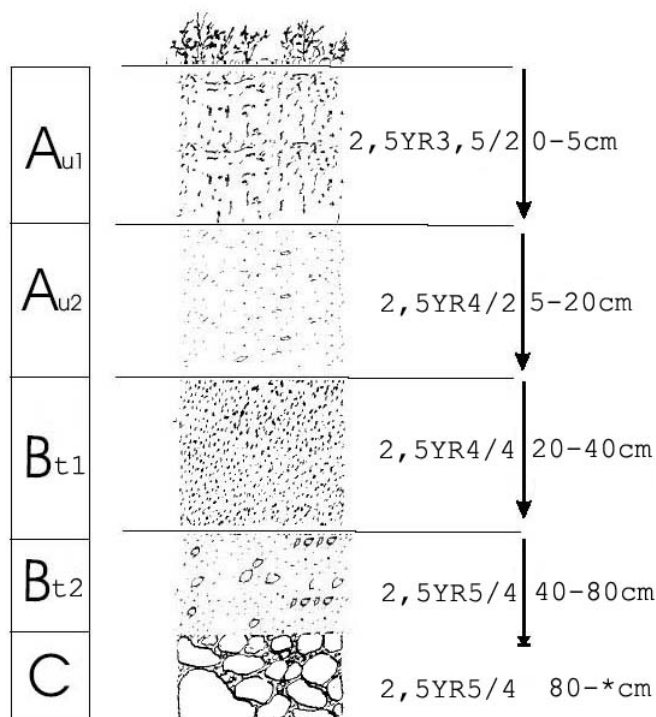 Au1 2,5YR3,5/2 0-5cm
Au2 2,5YR4/2 5-20cm
Bt1 2,5YR4/4 20-40cm
Bt2 2,5YR5/4 40-80cm
C 2,5YR5/4 80-*cm